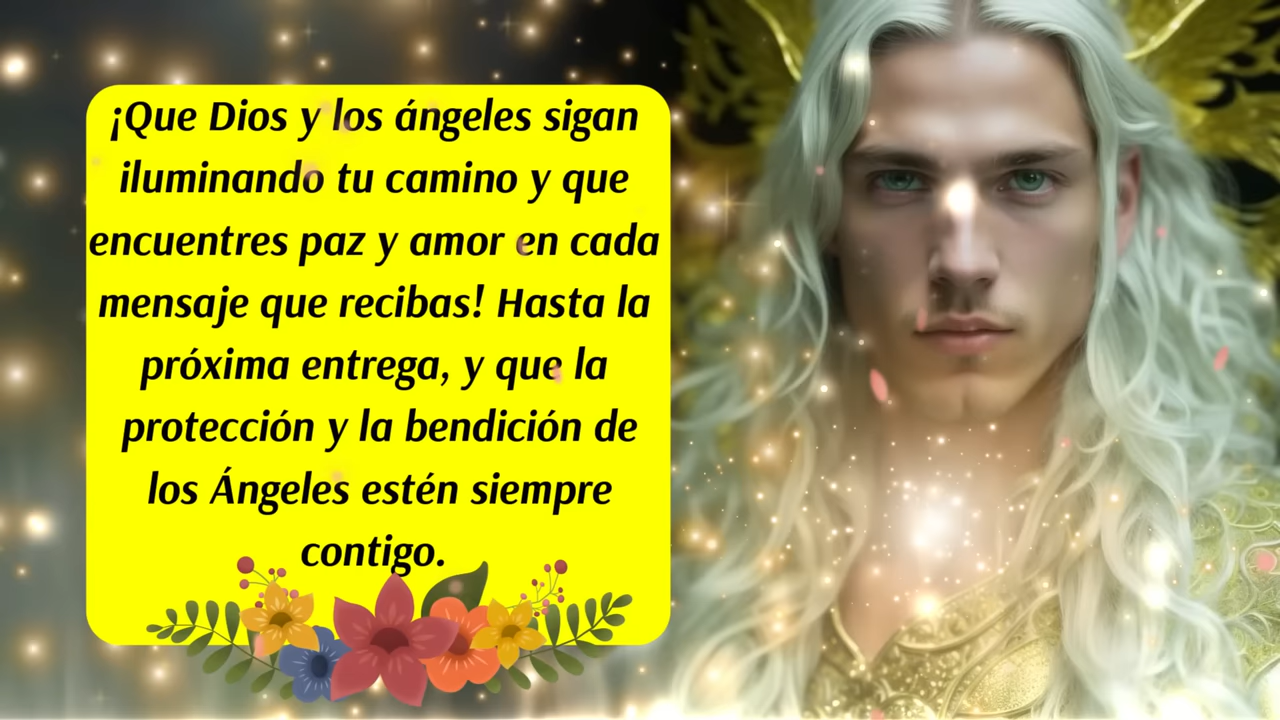 ¡Que Dios y los ángeles sigan
iluminando tu camino y que
encuentres paz y amor en cada
mensaje que recibas! Hasta la
próxima entrega, y que la
protección y la bendición de
los Ángeles estén siempre
contigo.